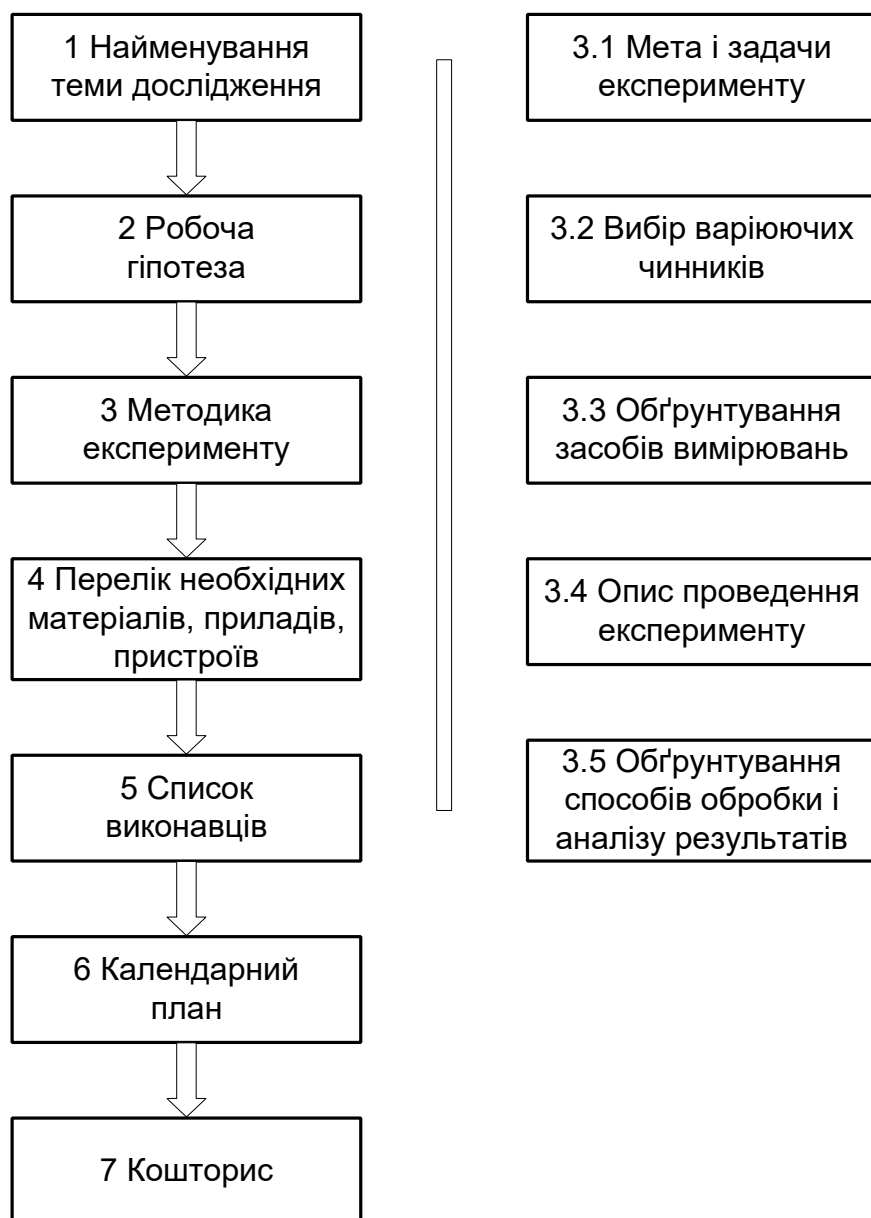 1 Найменування
теми дослідження
2 Робоча
гіпотеза
3 Методика
експерименту
4 Перелік необхідних
матеріалів, приладів,
пристроїв
5 Список
виконавців
6 Календарний
план
7 Кошторис
3.1 Мета і задачи
експерименту
3.2 Вибір варіюючих
чинників
3.3 Обґрунтування
засобів вимірювань
3.4 Опис проведення
експерименту
3.5 Обґрунтування
способів обробки і
аналізу результатів